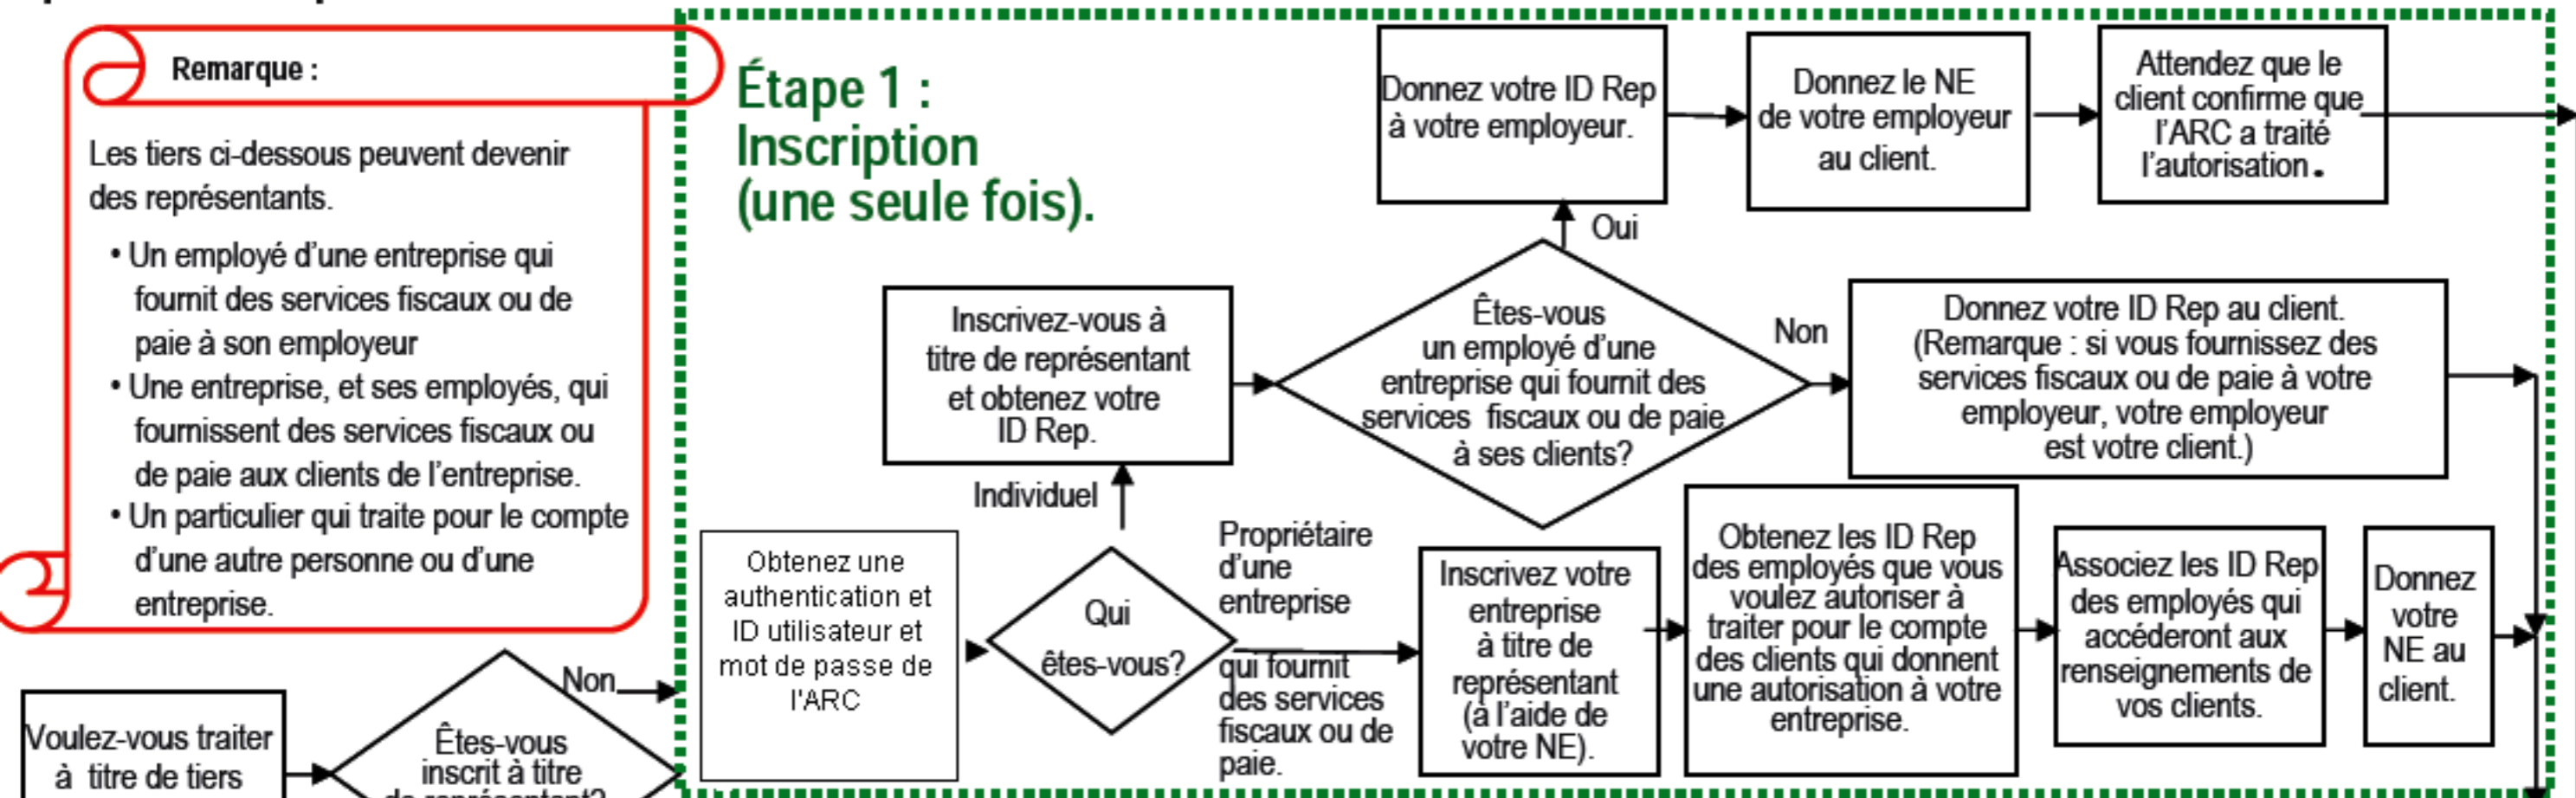 Remarque :
Les tiers ci-dessous peuvent devenir
des représentants.
• Un employé d’une entreprise qui
fournit des services fiscaux ou de
paie à son employeur
• Une entreprise, et ses employés, qui
fournissent des services fiscaux ou
de paie aux clients de l’entreprise.
• Un particulier qui traite pour le compte
d’une autre personne ou d’une
entreprise.
Voulez-vous traiter
à titre de tiers
Êtes-vous
inscrit à titre
de représentant?
Non
Étape 1 :
Inscription
(une seule fois).
Obtenez une
authentication et
ID utilisateur et
mot de passe de
l'ARC
Qui
êtes-vous?
Individuel
Inscrivez-vous à
titre de représentant
et obtenez votre
ID Rep.
Êtes-vous
un employé d’une
entreprise qui fournit des
services fiscaux ou de paie
à ses clients?
Oui
Donnez votre ID Rep
à votre employeur.
Donnez le NE
de votre employeur
au client.
Attendez que le
client confirme que
l’ARC a traité
l’autorisation.
Non
Donnez votre ID Rep au client.
(Remarque : si vous fournissez des
services fiscaux ou de paie à votre
employeur, votre employeur
est votre client.)
Propriétaire
d’une
entreprise
qui fournit
des services
fiscaux ou de
paie.
Inscrivez votre
entreprise
à titre de
représentant
(à l’aide de
votre NE).
Obtenez les ID Rep
des employés que vous
voulez autoriser à
traiter pour le compte
des clients qui donnent
une autorisation à votre
entreprise.
Associez les ID Rep
des employés qui
accéderont aux
renseignements de
vos clients.
Donnez
votre
NE au
client.